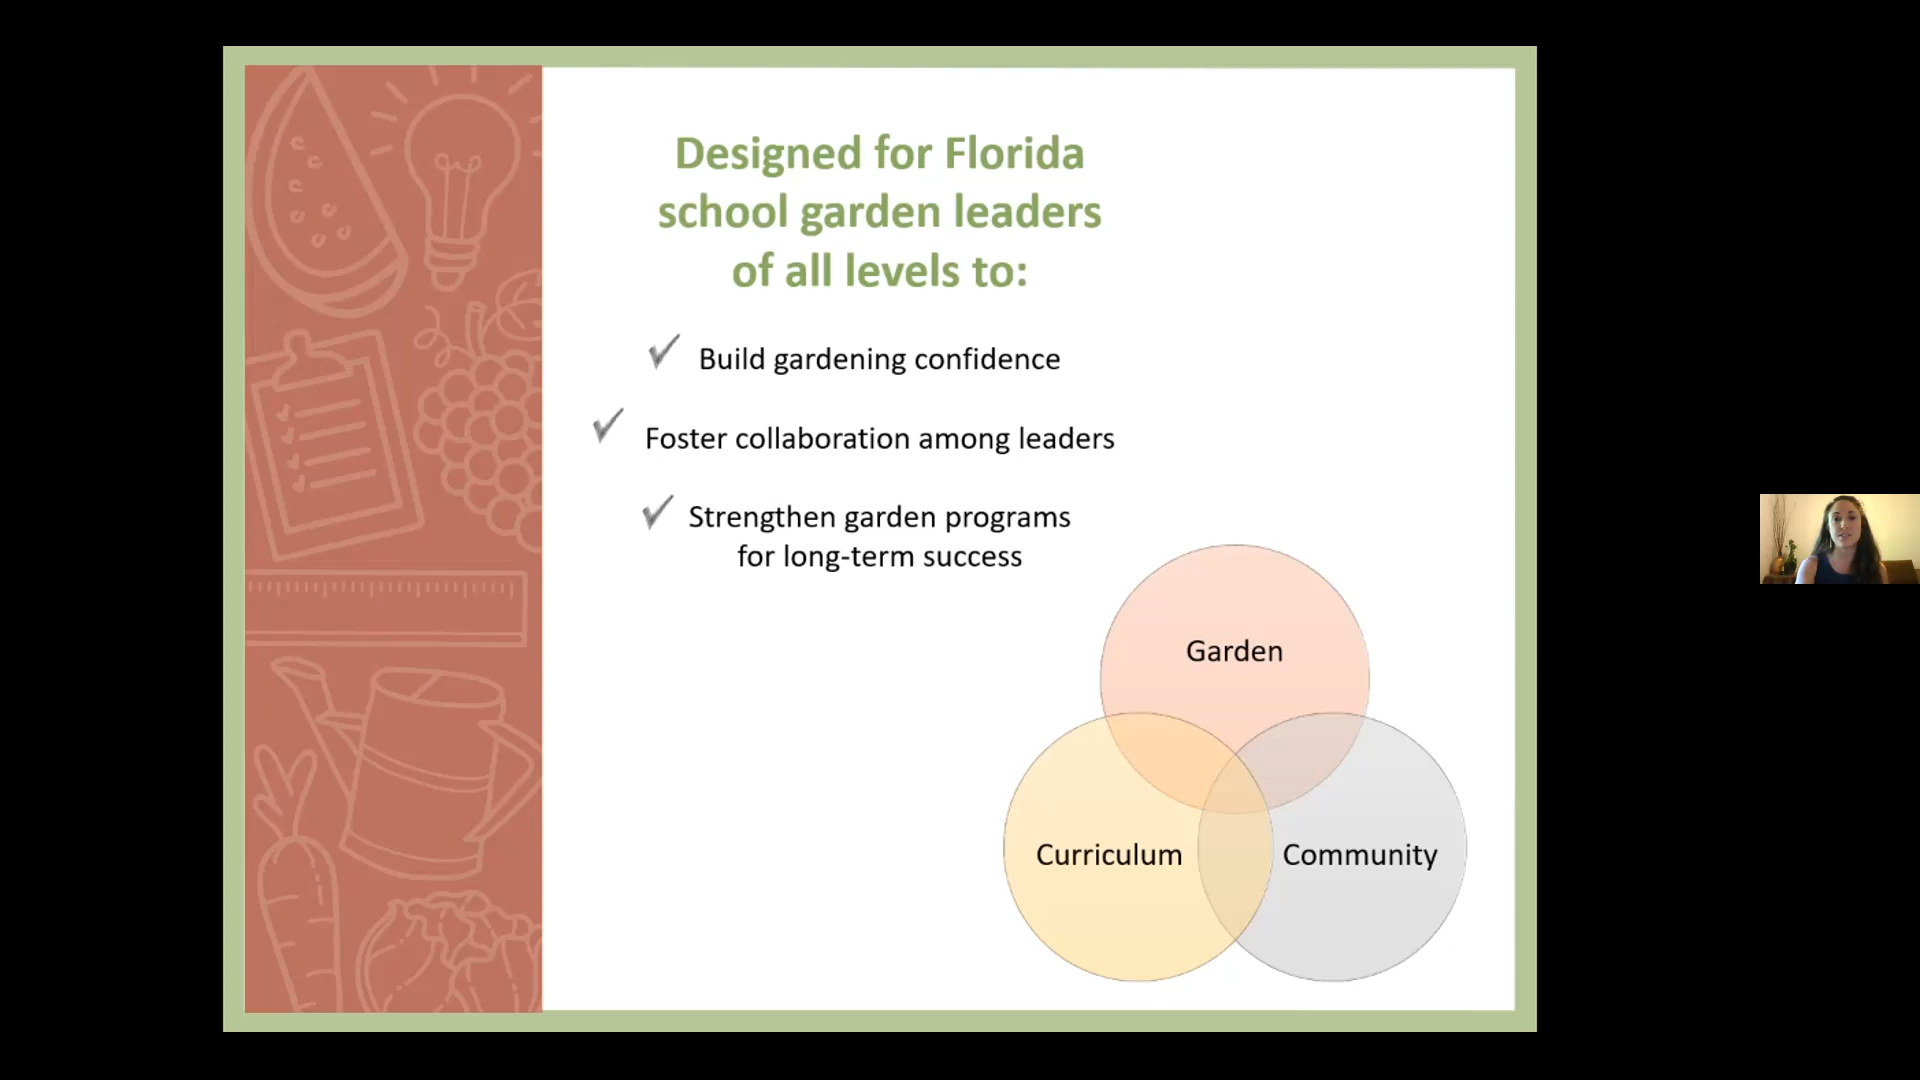 Designed for Florida
school garden leaders
of all levels to:
Build gardening confidence
Foster collaboration among leaders
Strengthen garden programs
for long-term success
Garden
Curriculum
Community